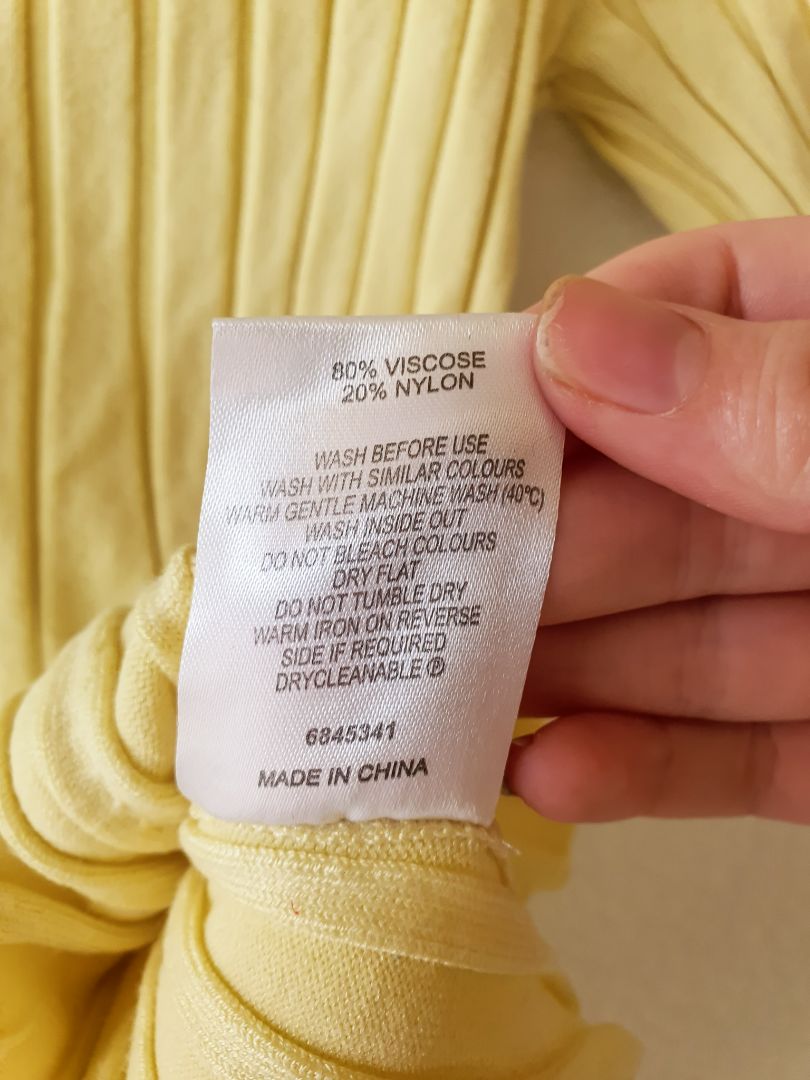 80% VISCOSE
20% NYLON
WASH BEFORE USE
WASH WITH SIMILAR COLOURS
WARM GENTLE MACHINE WASH (40ºC)
WASH INSIDE OUT
DO NOT BLEACH COLOURS
DRY FLAT
DO NOT TUMBLE DRY
WARM IRON ON REVERSE
SIDE IF REQUIRED
DRYCLEANABLE Ⓟ
6845341
MADE IN CHINA